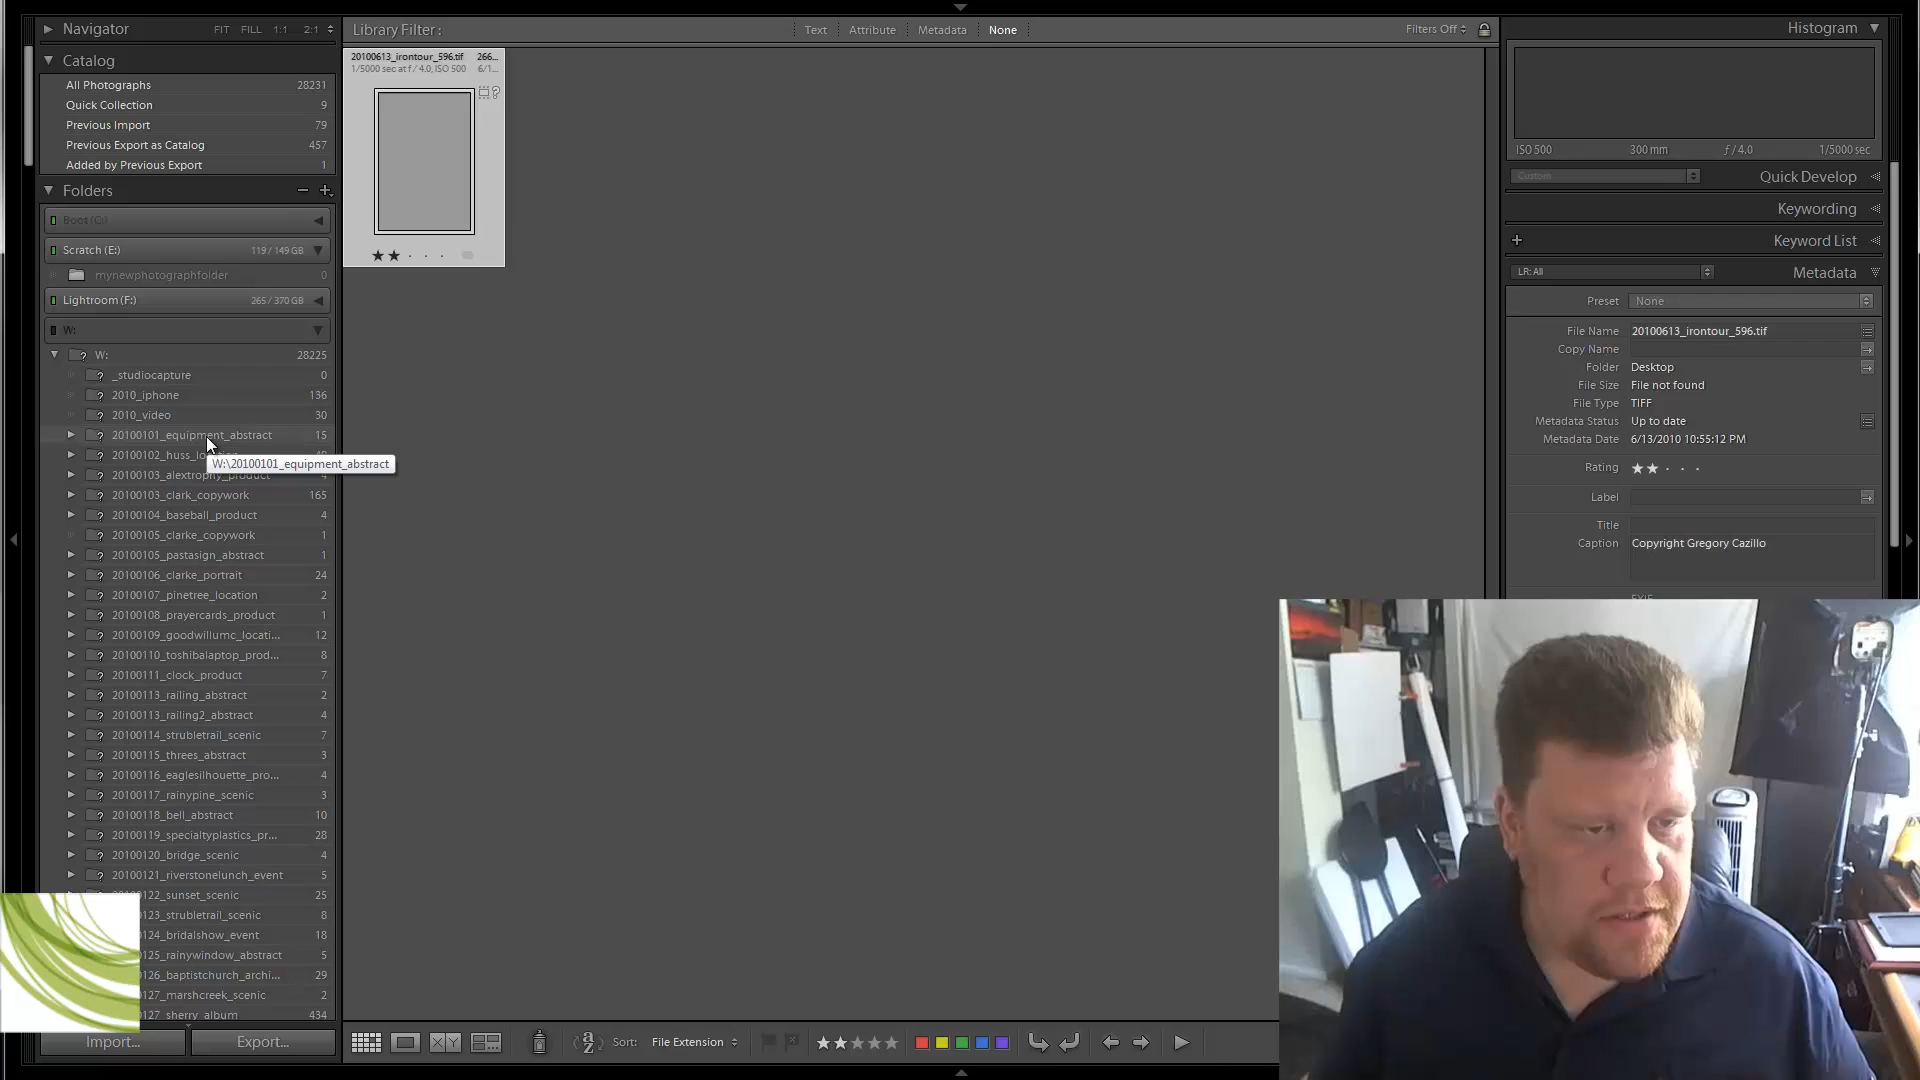 Navigator FIT FILL 1:1 2:1
Catalog
All Photographs 28231
Quick Collection 9
Previous Import 79
Previous Export as Catalog 457
Added by Previous Export 1
Folders
Boot (C:)
Scratch (E:) 119 / 149 GB
mynewphotographfolder 0
Lightroom (F:) 265 / 370 GB
W:
W: 28225
_studiocapture 0
2010_iphone 136
2010_video 30
20100101_equipment_abstract 15
20100102_huss_lo
W:\20100101_equipment_abstract
20100103_alextrophy_product
20100103_clark_copywork 165
20100104_baseball_product 4
20100105_clarke_copywork 1
20100105_pastasign_abstract 1
20100106_clarke_portrait 24
20100107_pinetree_location 2
20100108_prayercards_product 1
20100109_goodwillumc_locati... 12
20100110_toshibalaptop_prod... 8
20100111_clock_product 7
20100113_railing_abstract 2
20100113_railing2_abstract 4
20100114_strubletrail_scenic 7
20100115_threes_abstract 3
20100116_eaglesilhouette_pro... 4
20100117_rainypine_scenic 3
20100118_bell_abstract 10
20100119_specialtyplastics_pr... 28
20100120_bridge_scenic 4
20100121_riverstonelunch_event 5
122_sunset_scenic 25
123_strubletrail_scenic 8
124_bridalshow_event 18
125_rainywindow_abstract 5
126_baptistchurch_archi... 29
127_marshcreek_scenic 2
127_sherry_album 434
Import... Export...
Library Filter : Text Attribute Metadata None Filters Off
20100613_irontour_596.tif 266...
1/5000 sec at f / 4.0, ISO 500 6/1...
Sort: File Extension
Histogram
ISO 500 300 mm f / 4.0 1/5000 sec
Custom Quick Develop
Keywording
Keyword List
LR: All Metadata
Preset None
File Name 20100613_irontour_596.tif
Copy Name
Folder Desktop
File Size File not found
File Type TIFF
Metadata Status Up to date
Metadata Date 6/13/2010 10:55:12 PM
Rating
Label
Title
Caption Copyright Gregory Cazillo
EXIF